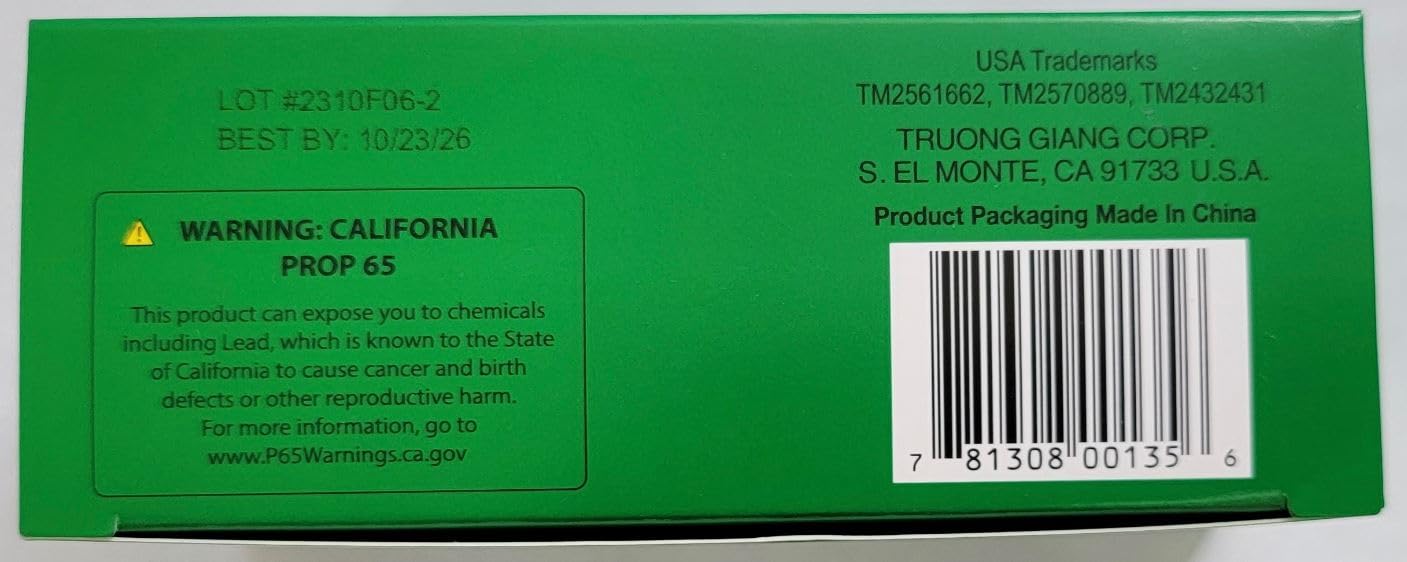 LOT #2310F06-2
BEST BY: 10/23/26
WARNING: CALIFORNIA
PROP 65
This product can expose you to chemicals
including Lead, which is known to the State
of California to cause cancer and birth
defects or other reproductive harm.
For more information, go to
www.P65Warnings.ca.gov
USA Trademarks
TM2561662, TM2570889, TM2432431
TRUONG GIANG CORP.
S. EL MONTE, CA 91733 U.S.A.
Product Packaging Made In China
7 81308 00135 6